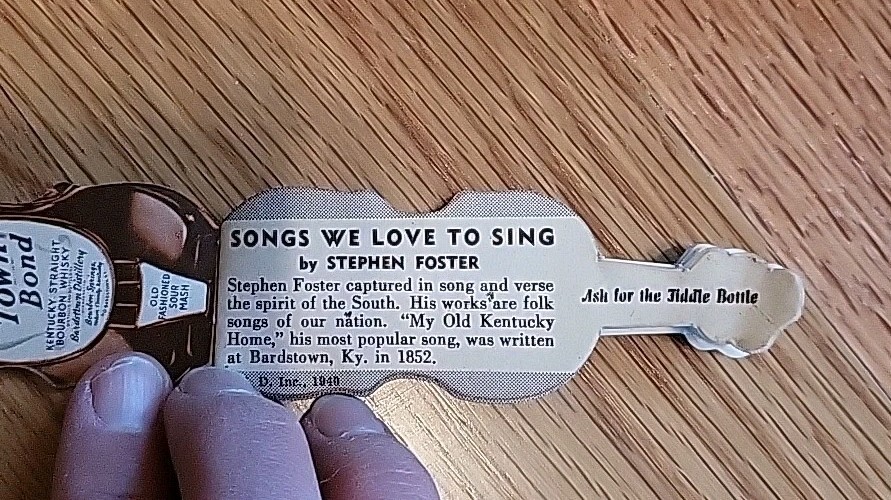 Town
Bond
KENTUCKY STRAIGHT
BOURBON WHISKY
Bardstown Distillery
OLD
FASHIONED
SOUR
MASH
SONGS WE LOVE TO SING
by STEPHEN FOSTER
Stephen Foster captured in song and verse
the spirit of the South. His works are folk
songs of our nation. “My Old Kentucky
Home,” his most popular song, was written
at Bardstown, Ky. in 1852.
D, Inc., 1940
Ask for the Fiddle Bottle